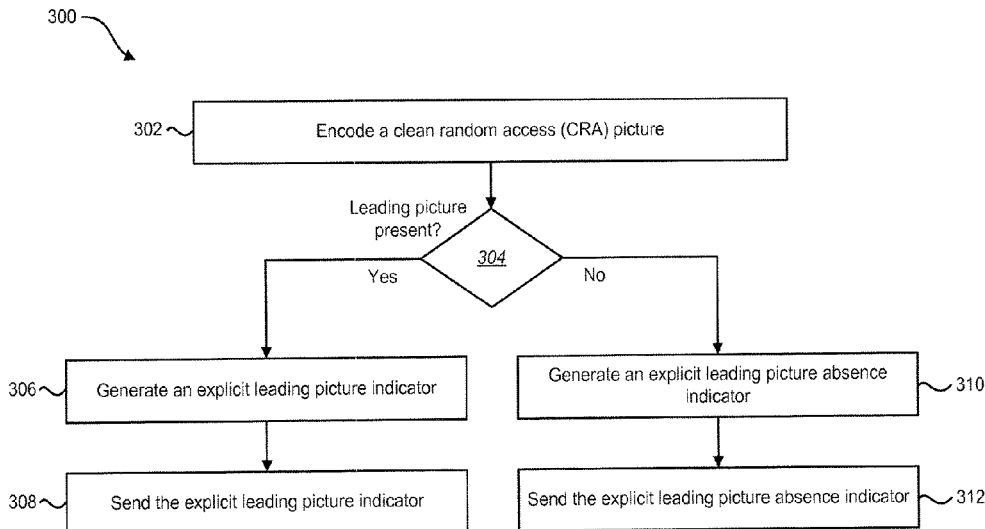 300
302
Encode a clean random access (CRA) picture
Leading picture
present?
304
Yes
No
306
Generate an explicit leading picture indicator
Generate an explicit leading picture absence
indicator
310
308
Send the explicit leading picture indicator
Send the explicit leading picture absence indicator
312